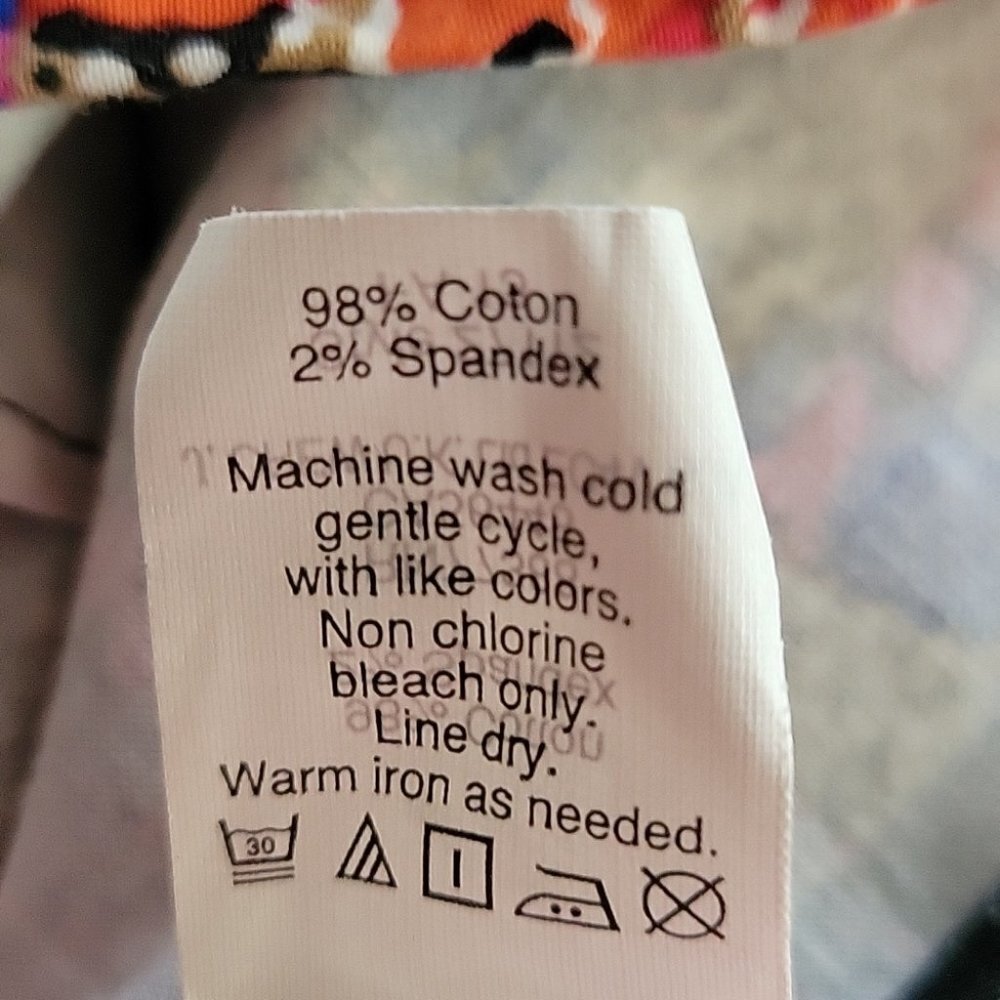 98% Coton
2% Spandex
Machine wash cold
gentle cycle,
with like colors.
Non chlorine
bleach only.
Line dry.
Warm iron as needed.
30